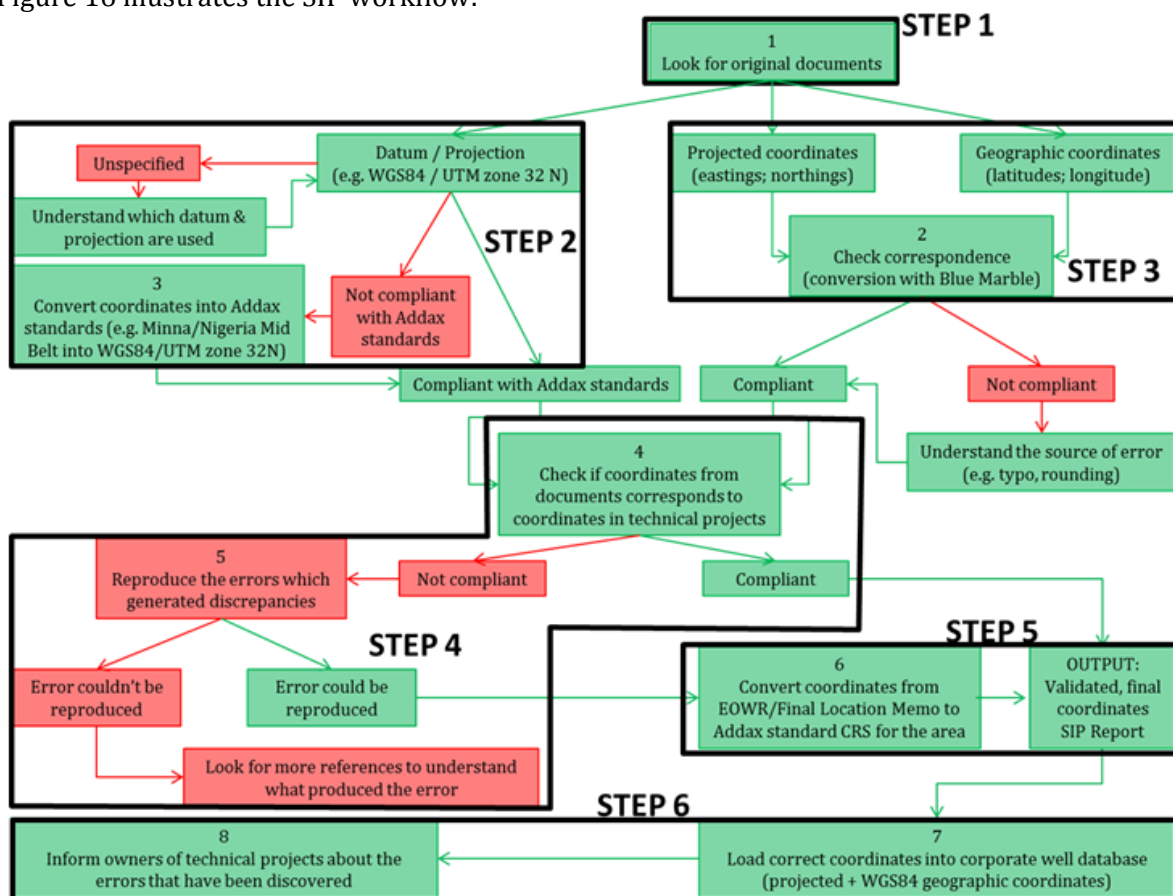 Figure 16 illustrates the SIP workflow.
STEP 1
1
Look for original documents
Unspecified
Datum / Projection
(e.g. WGS84 / UTM zone 32 N)
Understand which datum &
projection are used
STEP 2
3
Convert coordinates into Addax
standards (e.g. Minna/Nigeria Mid
Belt into WGS84/UTM zone 32N)
Not compliant
with Addax
standards
Projected coordinates
(eastings; northings)
Geographic coordinates
(latitudes; longitude)
2
Check correspondence
(conversion with Blue Marble)
STEP 3
Compliant with Addax standards
Compliant
Not compliant
Understand the source of error
(e.g. typo, rounding)
4
Check if coordinates from
documents corresponds to
coordinates in technical projects
5
Reproduce the errors which
generated discrepancies
Not compliant
Compliant
STEP 4
Error couldn't be
reproduced
Error could be
reproduced
Look for more references to understand
what produced the error
STEP 5
6
Convert coordinates from
EOWR/Final Location Memo to
Addax standard CRS for the area
OUTPUT:
Validated, final
coordinates
SIP Report
STEP 6
8
Inform owners of technical projects about the
errors that have been discovered
7
Load correct coordinates into corporate well database
(projected + WGS84 geographic coordinates)